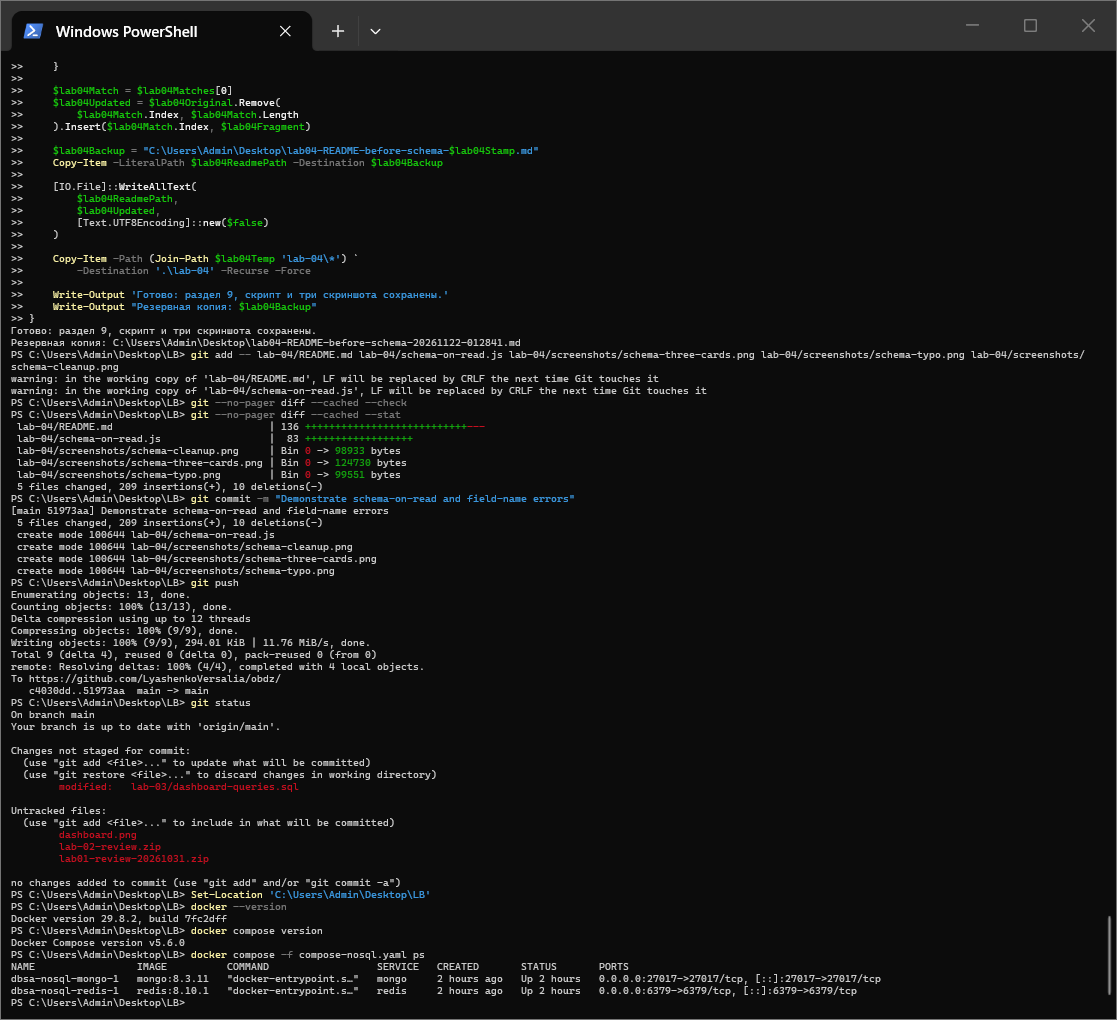 Windows PowerShell
>>     }
>>
>>     $lab04Match = $lab04Matches[0]
>>     $lab04Updated = $lab04Original.Remove(
>>         $lab04Match.Index, $lab04Match.Length
>>     ).Insert($lab04Match.Index, $lab04Fragment)
>>
>>     $lab04Backup = "C:\Users\Admin\Desktop\lab04-README-before-schema-$lab04Stamp.md"
>>     Copy-Item -LiteralPath $lab04ReadmePath -Destination $lab04Backup
>>
>>     [IO.File]::WriteAllText(
>>         $lab04ReadmePath,
>>         $lab04Updated,
>>         [Text.UTF8Encoding]::new($false)
>>     )
>>
>>     Copy-Item -Path (Join-Path $lab04Temp 'lab-04\*') `
>>         -Destination '.\lab-04' -Recurse -Force
>>
>>     Write-Output 'Готово: раздел 9, скрипт и три скриншота сохранены.'
>>     Write-Output "Резервная копия: $lab04Backup"
>> }
Готово: раздел 9, скрипт и три скриншота сохранены.
Резервная копия: C:\Users\Admin\Desktop\lab04-README-before-schema-20261122-012841.md
PS C:\Users\Admin\Desktop\LB> git add -- lab-04/README.md lab-04/schema-on-read.js lab-04/screenshots/schema-three-cards.png lab-04/screenshots/schema-typo.png lab-04/screenshots/
schema-cleanup.png
warning: in the working copy of 'lab-04/README.md', LF will be replaced by CRLF the next time Git touches it
warning: in the working copy of 'lab-04/schema-on-read.js', LF will be replaced by CRLF the next time Git touches it
PS C:\Users\Admin\Desktop\LB> git --no-pager diff --cached --check
PS C:\Users\Admin\Desktop\LB> git --no-pager diff --cached --stat
 lab-04/README.md                          | 136 +++++++++++++++++++++++++++---
 lab-04/schema-on-read.js                  |  83 ++++++++++++++++++
 lab-04/screenshots/schema-cleanup.png     | Bin 0 -> 98933 bytes
 lab-04/screenshots/schema-three-cards.png | Bin 0 -> 124730 bytes
 lab-04/screenshots/schema-typo.png        | Bin 0 -> 99551 bytes
 5 files changed, 209 insertions(+), 10 deletions(-)
PS C:\Users\Admin\Desktop\LB> git commit -m "Demonstrate schema-on-read and field-name errors"
[main 51973aa] Demonstrate schema-on-read and field-name errors
 5 files changed, 209 insertions(+), 10 deletions(-)
 create mode 100644 lab-04/schema-on-read.js
 create mode 100644 lab-04/screenshots/schema-cleanup.png
 create mode 100644 lab-04/screenshots/schema-three-cards.png
 create mode 100644 lab-04/screenshots/schema-typo.png
PS C:\Users\Admin\Desktop\LB> git push
Enumerating objects: 13, done.
Counting objects: 100% (13/13), done.
Delta compression using up to 12 threads
Compressing objects: 100% (9/9), done.
Writing objects: 100% (9/9), 294.01 KiB | 11.76 MiB/s, done.
Total 9 (delta 4), reused 0 (delta 0), pack-reused 0 (from 0)
remote: Resolving deltas: 100% (4/4), completed with 4 local objects.
To https://github.com/LyashenkoVersalia/obdz/
   c4030dd..51973aa  main -> main
PS C:\Users\Admin\Desktop\LB> git status
On branch main
Your branch is up to date with 'origin/main'.

Changes not staged for commit:
  (use "git add <file>..." to update what will be committed)
  (use "git restore <file>..." to discard changes in working directory)
        modified:   lab-03/dashboard-queries.sql

Untracked files:
  (use "git add <file>..." to include in what will be committed)
        dashboard.png
        lab-02-review.zip
        lab01-review-20261031.zip

no changes added to commit (use "git add" and/or "git commit -a")
PS C:\Users\Admin\Desktop\LB> Set-Location 'C:\Users\Admin\Desktop\LB'
PS C:\Users\Admin\Desktop\LB> docker --version
Docker version 29.8.2, build 7fc2dff
PS C:\Users\Admin\Desktop\LB> docker compose version
Docker Compose version v5.6.0
PS C:\Users\Admin\Desktop\LB> docker compose -f compose-nosql.yaml ps
NAME                 IMAGE          COMMAND                  SERVICE   CREATED       STATUS       PORTS
dbsa-nosql-mongo-1   mongo:8.3.11   "docker-entrypoint.s…"   mongo     2 hours ago   Up 2 hours   0.0.0.0:27017->27017/tcp, [::]:27017->27017/tcp
dbsa-nosql-redis-1   redis:8.10.1   "docker-entrypoint.s…"   redis     2 hours ago   Up 2 hours   0.0.0.0:6379->6379/tcp, [::]:6379->6379/tcp
PS C:\Users\Admin\Desktop\LB>